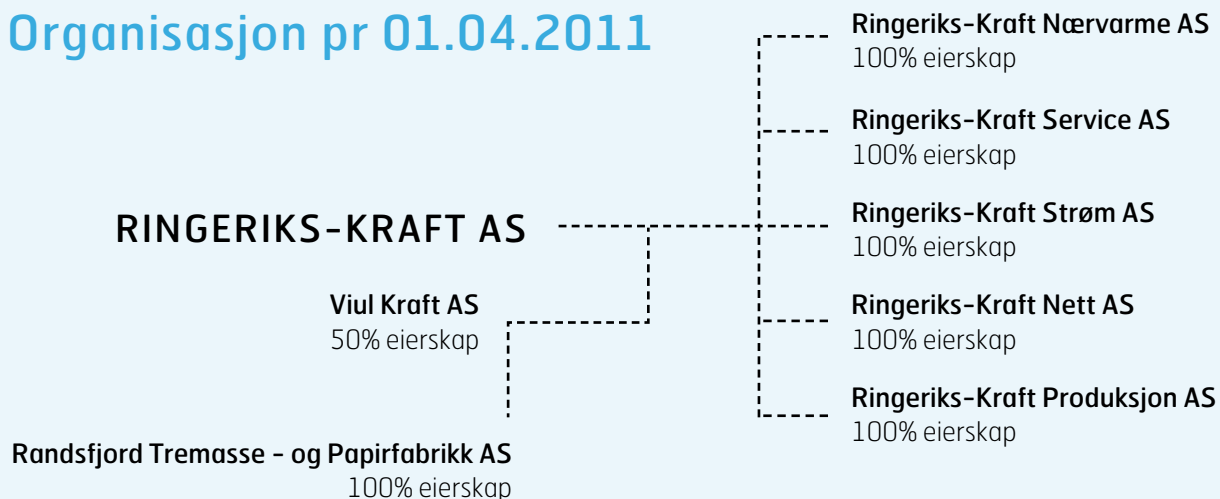 Organisasjon pr 01.04.2011
RINGERIKS-KRAFT AS
Viul Kraft AS
50% eierskap
Randsfjord Tremasse - og Papirfabrikk AS
100% eierskap
Ringeriks-Kraft Nærvarme AS
100% eierskap
Ringeriks-Kraft Service AS
100% eierskap
Ringeriks-Kraft Strøm AS
100% eierskap
Ringeriks-Kraft Nett AS
100% eierskap
Ringeriks-Kraft Produksjon AS
100% eierskap